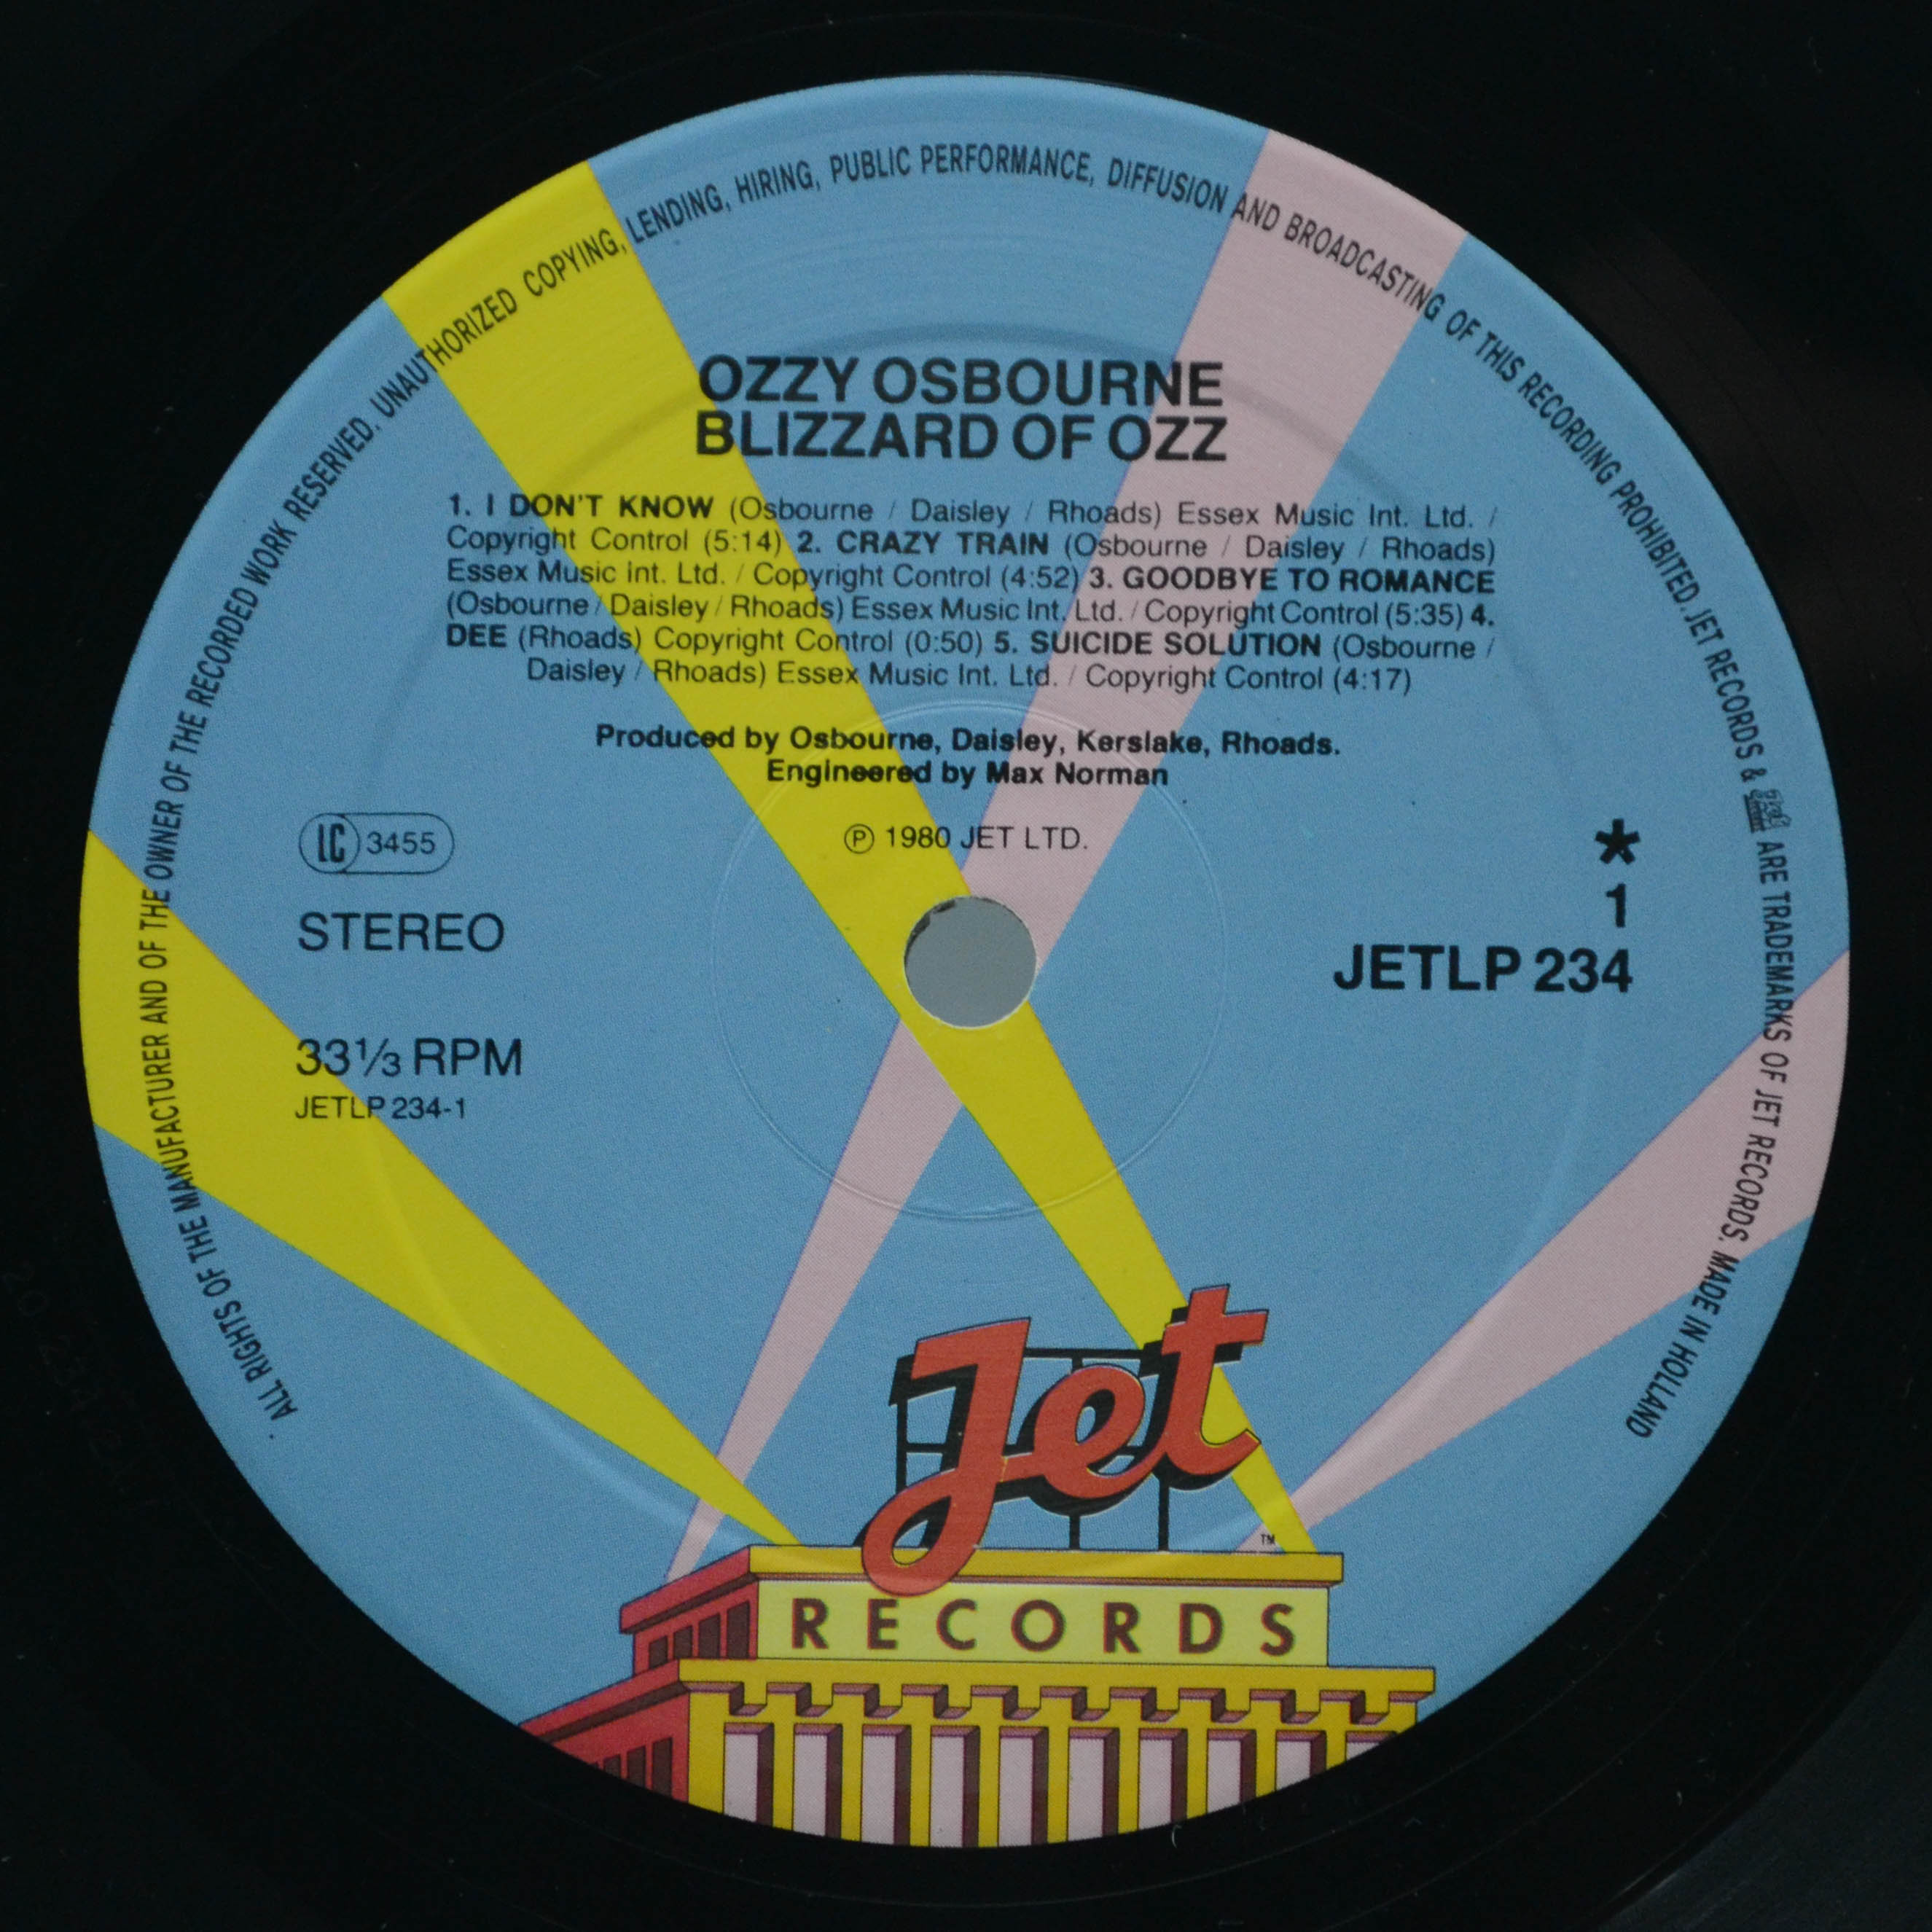 ALL RIGHTS OF THE MANUFACTURER AND OF THE OWNER OF THE RECORDED WORK RESERVED. UNAUTHORIZED COPYING, LENDING, HIRING, PUBLIC PERFORMANCE, DIFFUSION AND BROADCASTING OF THIS RECORDING PROHIBITED. JET RECORDS & ARE TRADEMARKS OF JET RECORDS. MADE IN HOLLAND
OZZY OSBOURNE
BLIZZARD OF OZZ
1. I DON'T KNOW (Osbourne / Daisley / Rhoads) Essex Music Int. Ltd. /
Copyright Control (5:14) 2. CRAZY TRAIN (Osbourne / Daisley / Rhoads)
Essex Music Int. Ltd. / Copyright Control (4:52) 3. GOODBYE TO ROMANCE
(Osbourne / Daisley / Rhoads) Essex Music Int. Ltd. / Copyright Control (5:35) 4.
DEE (Rhoads) Copyright Control (0:50) 5. SUICIDE SOLUTION (Osbourne /
Daisley / Rhoads) Essex Music Int. Ltd. / Copyright Control (4:17)
Produced by Osbourne, Daisley, Kerslake, Rhoads.
Engineered by Max Norman
℗ 1980 JET LTD.
LC 3455
STEREO
33⅓ RPM
JETLP 234-1
*
1
JETLP 234
Jet
TM
RECORDS